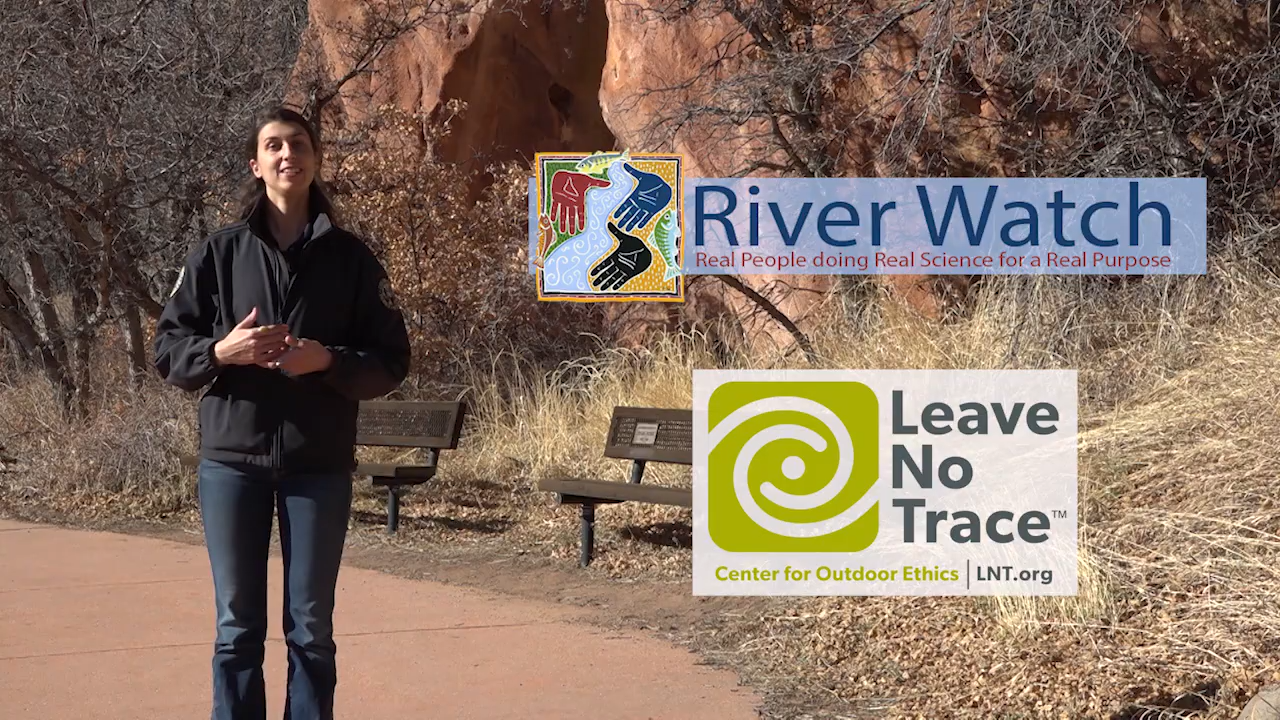 River Watch
Real People doing Real Science for a Real Purpose
Leave
No
Trace™
Center for Outdoor Ethics | LNT.org